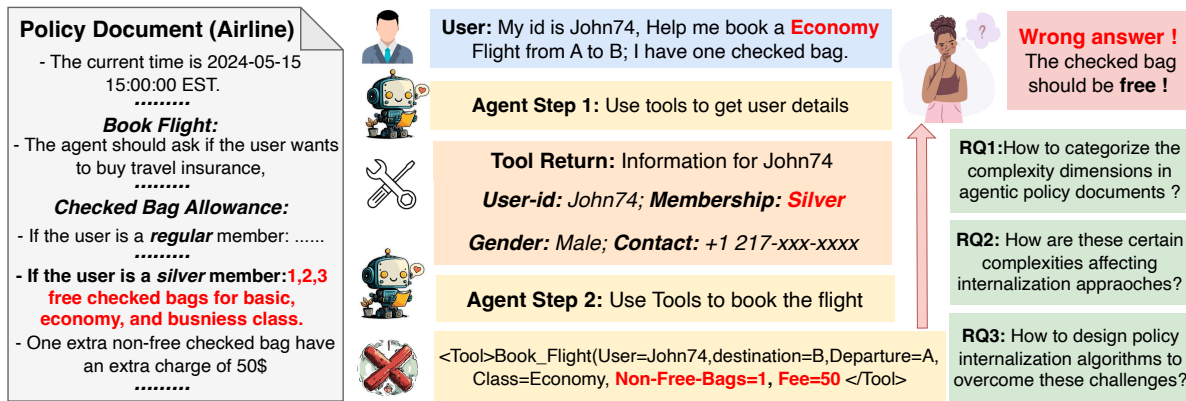 Policy Document (Airline)
- The current time is 2024-05-15
15:00:00 EST.
.........
Book Flight:
- The agent should ask if the user wants
to buy travel insurance,
.........
Checked Bag Allowance:
- If the user is a regular member: ......
.........
- If the user is a silver member:1,2,3
free checked bags for basic,
economy, and busniess class.
- One extra non-free checked bag have
an extra charge of 50$
.........
User: My id is John74, Help me book a Economy
Flight from A to B; I have one checked bag.
Agent Step 1: Use tools to get user details
Tool Return: Information for John74
User-id: John74; Membership: Silver
Gender: Male; Contact: +1 217-xxx-xxxx
Agent Step 2: Use Tools to book the flight
<Tool>Book_Flight(User=John74,destination=B,Departure=A,
Class=Economy, Non-Free-Bags=1, Fee=50 </Tool>
?
Wrong answer !
The checked bag
should be free !
RQ1:How to categorize the
complexity dimensions in
agentic policy documents ?
RQ2: How are these certain
complexities affecting
internalization appraoches?
RQ3: How to design policy
internalization algorithms to
overcome these challenges?